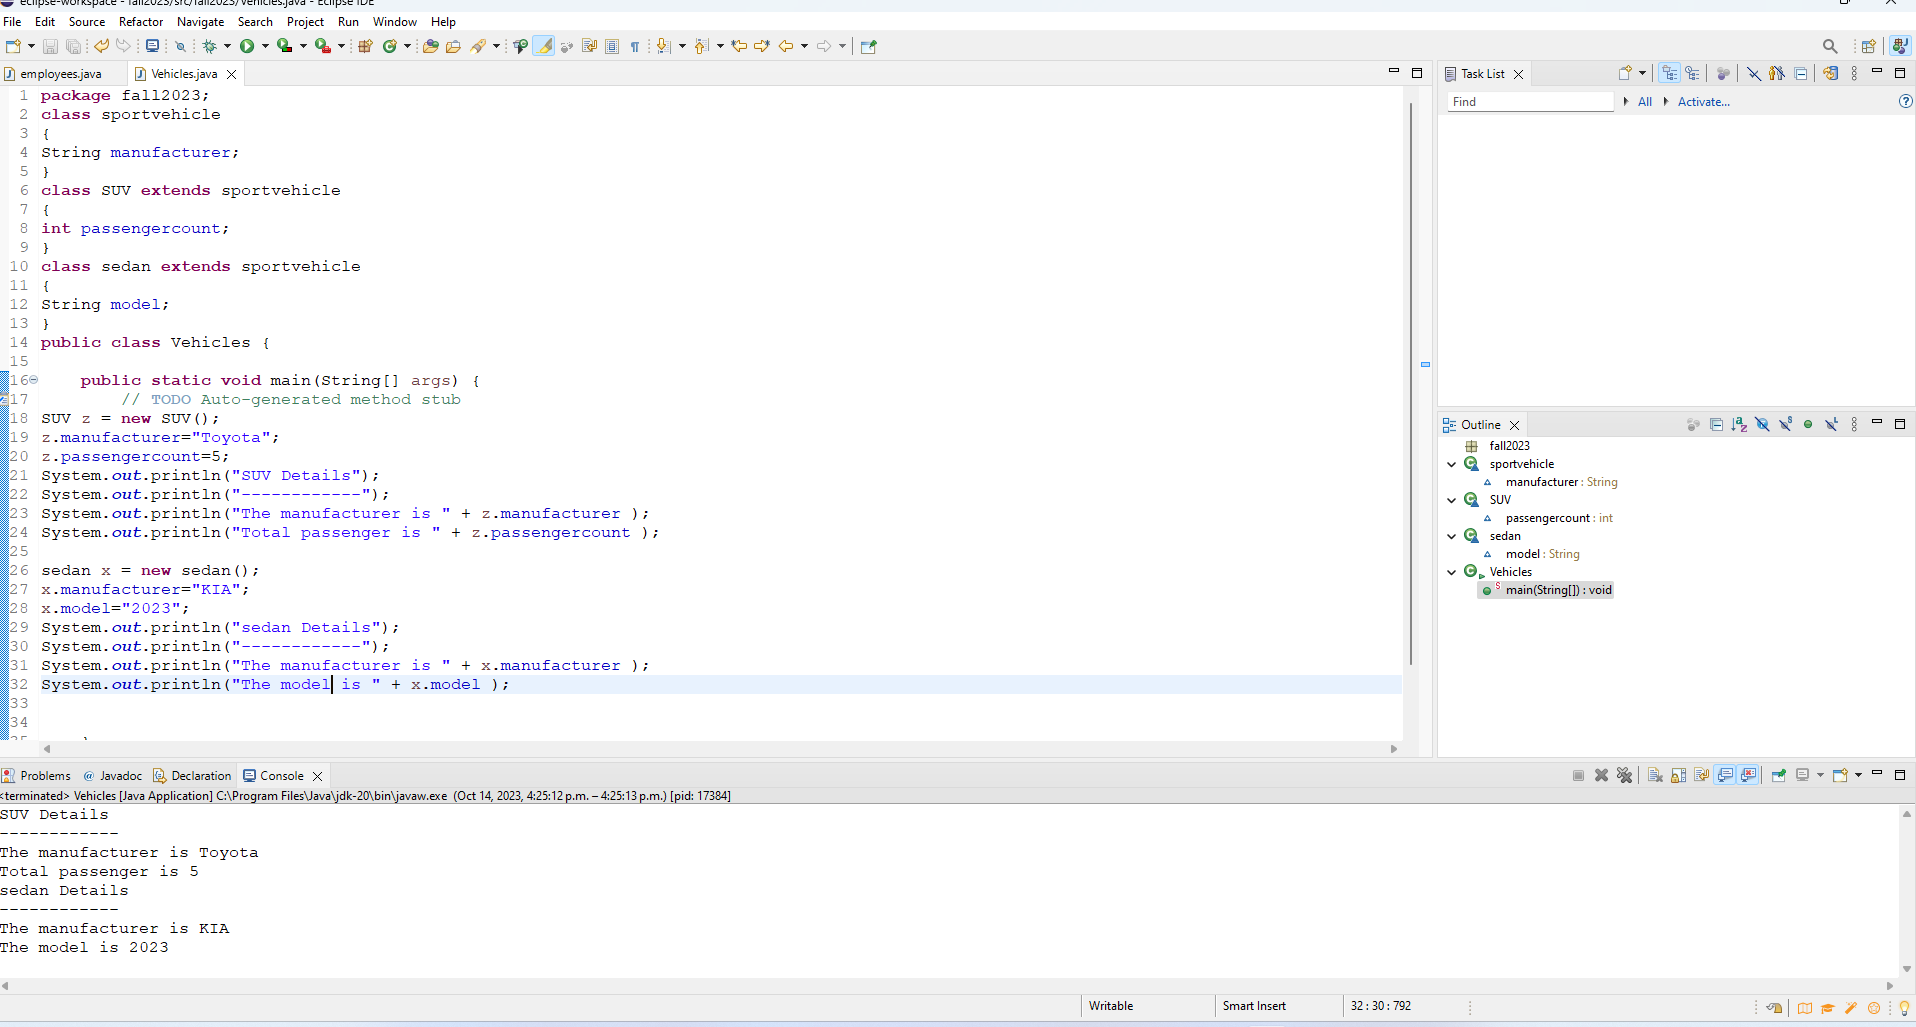 eclipse-workspace - fall2023/src/fall2023/Vehicles.java - Eclipse IDE
File Edit Source Refactor Navigate Search Project Run Window Help
employees.java
Vehicles.java
1 package fall2023;
2 class sportvehicle
3 {
4 String manufacturer;
5 }
6 class SUV extends sportvehicle
7 {
8 int passengercount;
9 }
10 class sedan extends sportvehicle
11 {
12 String model;
13 }
14 public class Vehicles {
15
16 public static void main(String[] args) {
17 // TODO Auto-generated method stub
18 SUV z = new SUV();
19 z.manufacturer="Toyota";
20 z.passengercount=5;
21 System.out.println("SUV Details");
22 System.out.println("------------");
23 System.out.println("The manufacturer is " + z.manufacturer );
24 System.out.println("Total passenger is " + z.passengercount );
25
26 sedan x = new sedan();
27 x.manufacturer="KIA";
28 x.model="2023";
29 System.out.println("sedan Details");
30 System.out.println("------------");
31 System.out.println("The manufacturer is " + x.manufacturer );
32 System.out.println("The model is " + x.model );
33
34
35 }
Task List
Find All Activate...
Outline
fall2023
sportvehicle
manufacturer : String
SUV
passengercount : int
sedan
model : String
Vehicles
main(String[]) : void
Problems @ Javadoc Declaration Console
<terminated> Vehicles [Java Application] C:\Program Files\Java\jdk-20\bin\javaw.exe (Oct 14, 2023, 4:25:12 p.m. – 4:25:13 p.m.) [pid: 17384]
SUV Details
------------
The manufacturer is Toyota
Total passenger is 5
sedan Details
------------
The manufacturer is KIA
The model is 2023
Writable Smart Insert 32 : 30 : 792